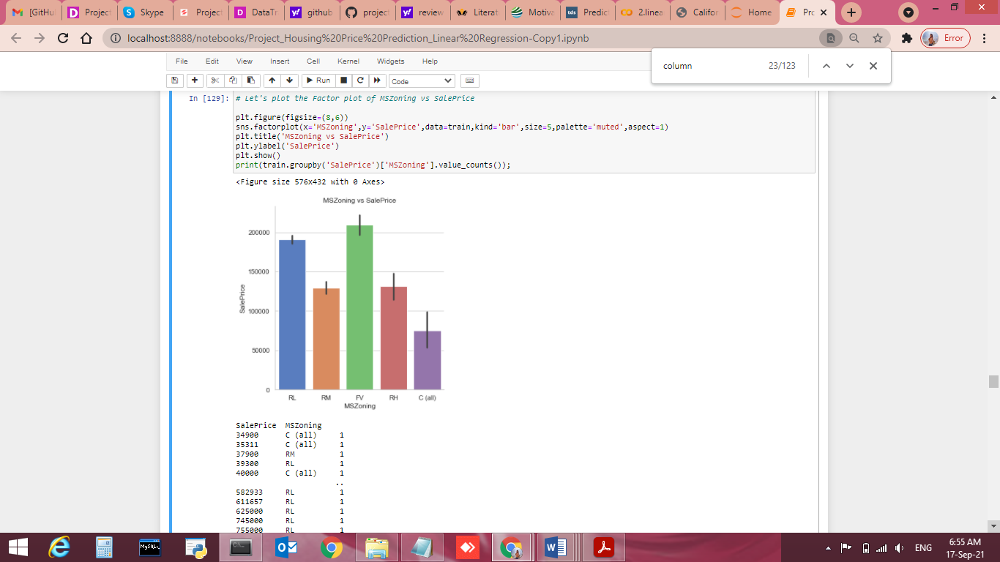 [GitHu
Project
Skype
Project
DataTr
github
project
review
Literat
Motiva
Predict
2.linea
Califor
Home
Pro
localhost:8888/notebooks/Project_Housing%20Price%20Prediction_Linear%20Regression-Copy1.ipynb
Error
column 23/123
File Edit View Insert Cell Kernel Widgets Help
Run Code
In [129]: # Let's plot the Factor plot of MSZoning vs SalePrice
plt.figure(figsize=(8,6))
sns.factorplot(x='MSZoning',y='SalePrice',data=train,kind='bar',size=5,palette='muted',aspect=1)
plt.title('MSZoning vs SalePrice')
plt.ylabel('SalePrice')
plt.show()
print(train.groupby('SalePrice')['MSZoning'].value_counts());
<Figure size 576x432 with 0 Axes>
MSZoning vs SalePrice
200000
150000
100000
50000
0
SalePrice
RL RM FV RH C (all)
MSZoning
SalePrice MSZoning
34900 C (all) 1
35311 C (all) 1
37900 RM 1
39300 RL 1
40000 C (all) 1
..
582933 RL 1
611657 RL 1
625000 RL 1
745000 RL 1
755000 RL 1
ENG
6:55 AM
17-Sep-21